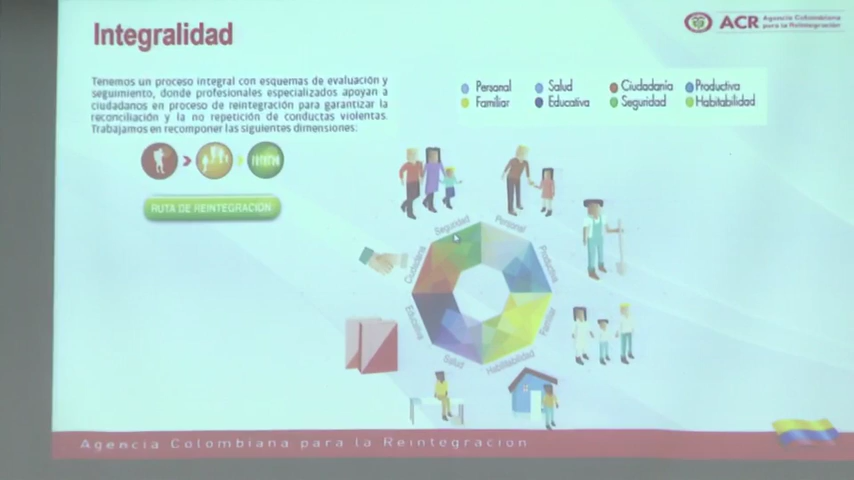 Integralidad
ACR Agencia Colombiana
para la Reintegración
Tenemos un proceso integral con esquemas de evaluación y
seguimiento, donde profesionales especializados apoyan a
ciudadanos en proceso de reintegración para garantizar la
reconciliación y la no repetición de conductas violentas.
Trabajamos en recomponer las siguientes dimensiones:
Personal
Salud
Ciudadanía
Productiva
Familiar
Educativa
Seguridad
Habitabilidad
RUTA DE REINTEGRACIÓN
Seguridad
Personal
Productiva
Familiar
Habitabilidad
Salud
Educativa
Ciudadana
Agencia Colombiana para la Reintegracion